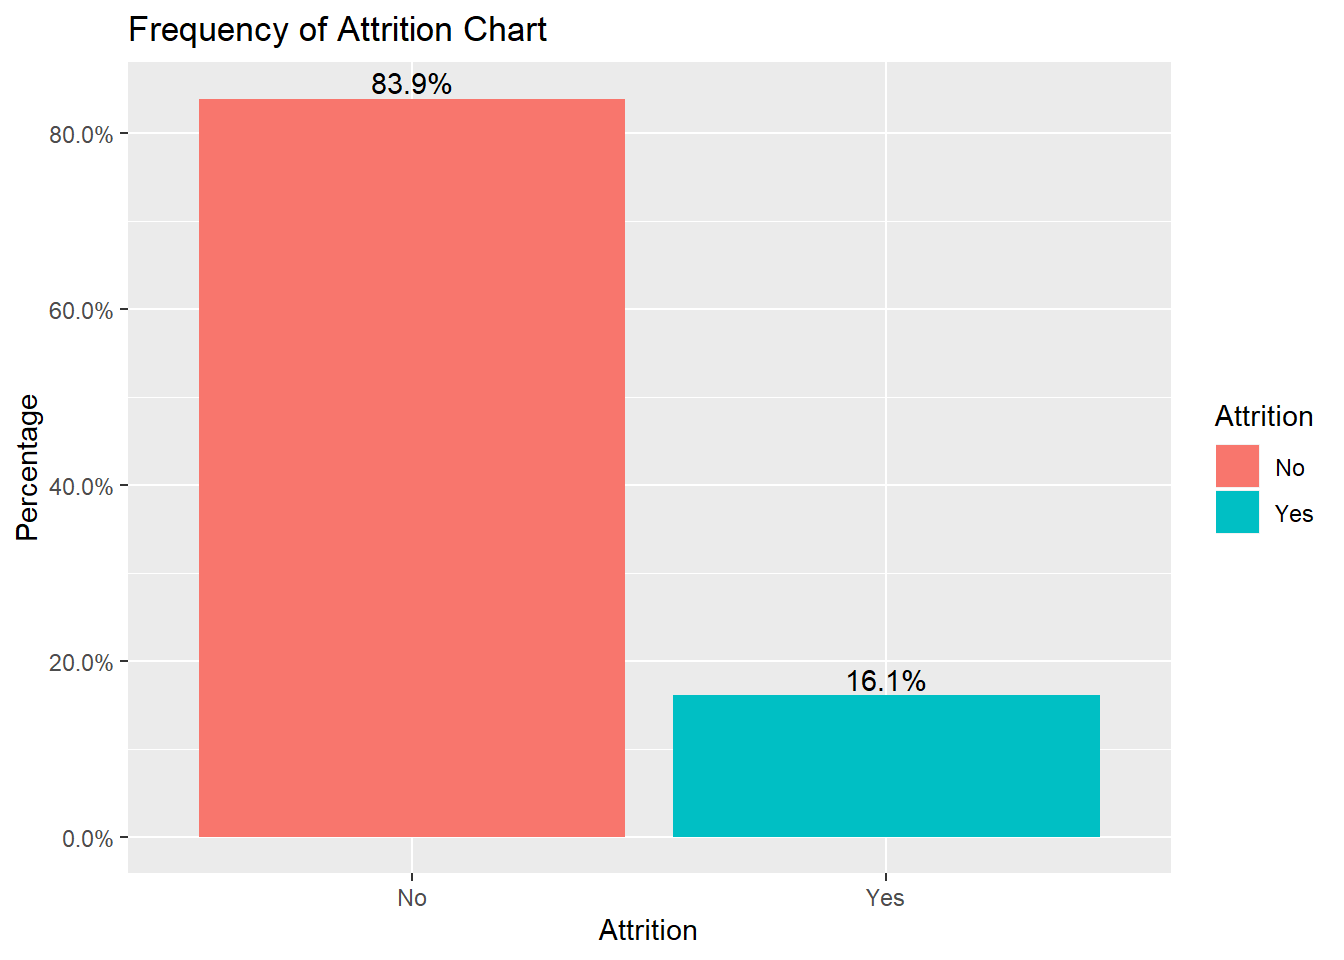 Frequency of Attrition Chart
83.9%
80.0%
60.0%
40.0%
20.0%
0.0%
Percentage
16.1%
No
Yes
Attrition
Attrition
No
Yes